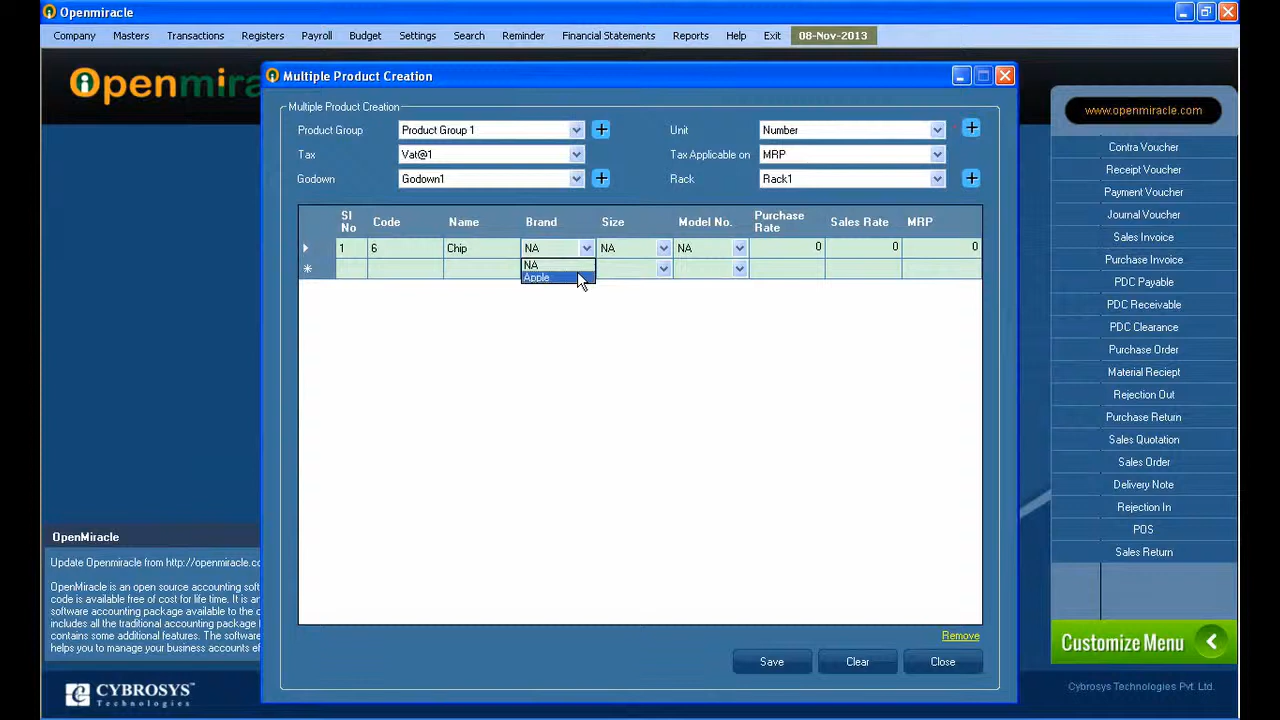 Openmiracle
Company Masters Transactions Registers Payroll Budget Settings Search Reminder Financial Statements Reports Help Exit 08-Nov-2013
Openmira
Multiple Product Creation
Multiple Product Creation
Product Group Product Group 1 Unit Number
Tax Vat@1 Tax Applicable on MRP
Godown Godown1 Rack Rack1
Sl No Code Name Brand Size Model No. Purchase Rate Sales Rate MRP
1 6 Chip NA NA NA 0 0 0
NA
Apple
Remove
Save Clear Close
www.openmiracle.com
Contra Voucher
Receipt Voucher
Payment Voucher
Journal Voucher
Sales Invoice
Purchase Invoice
PDC Payable
PDC Receivable
PDC Clearance
Purchase Order
Material Reciept
Rejection Out
Purchase Return
Sales Quotation
Sales Order
Delivery Note
Rejection In
POS
Sales Return
Customize Menu
OpenMiracle
Update Openmiracle from http://openmiracle.co
OpenMiracle is an open source accounting soft
code is available free of cost for life time. It is an
software accounting package available to the c
includes all the traditional accounting package
contains some additional features. The software
helps you to manage your business accounts ef
CYBROSYS
Technologies
Cybrosys Technologies Pvt. Ltd.